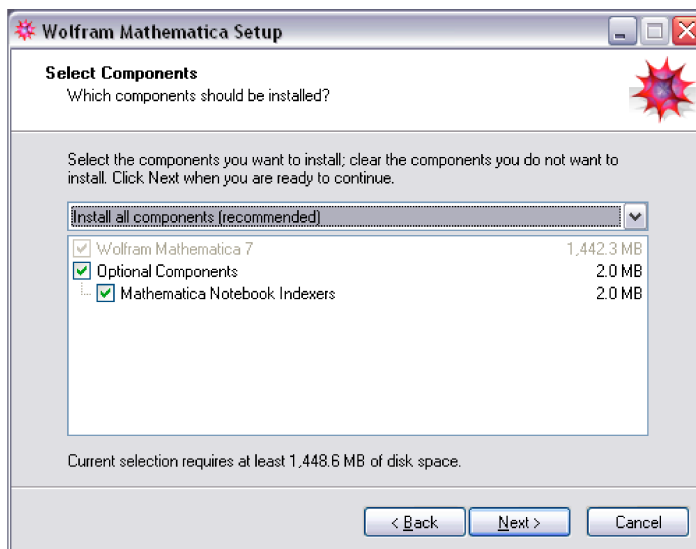 Wolfram Mathematica Setup
Select Components
Which components should be installed?
Select the components you want to install; clear the components you do not want to
install. Click Next when you are ready to continue.
Install all components (recommended)
Wolfram Mathematica 7 1,442.3 MB
Optional Components 2.0 MB
Mathematica Notebook Indexers 2.0 MB
Current selection requires at least 1,448.6 MB of disk space.
< Back Next > Cancel